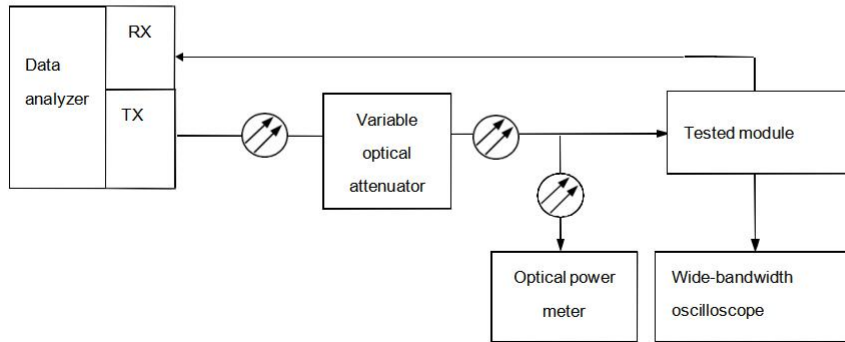 RX
Data
analyzer
TX
Variable
optical
attenuator
Tested module
Optical power
meter
Wide-bandwidth
oscilloscope